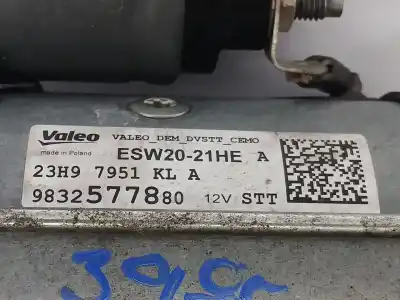 Valeo VALEO_DEM_DVSTT_CEMO
made in Poland ESW20-21HE A
23H9 7951 KL A
9832577880 12V STT